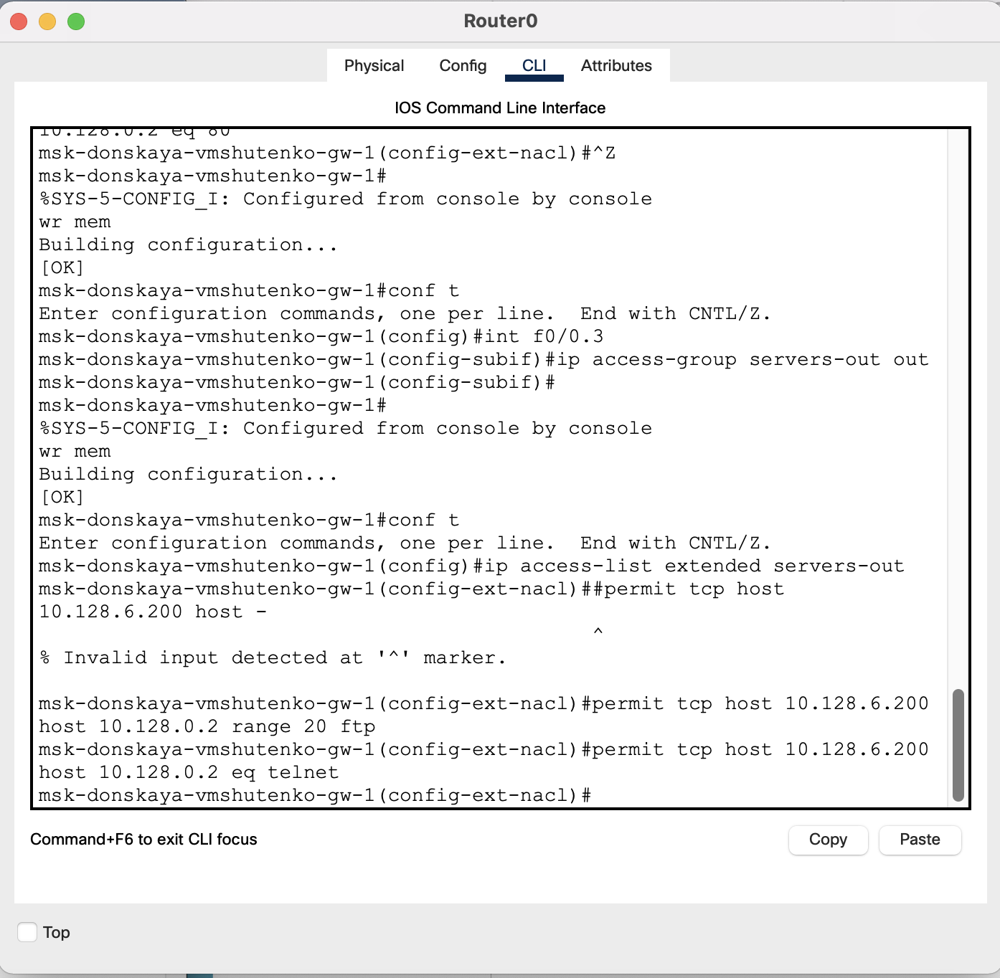 Router0
Physical Config CLI Attributes
IOS Command Line Interface
10.128.0.2 eq 80
msk-donskaya-vmshutenko-gw-1(config-ext-nacl)#^Z
msk-donskaya-vmshutenko-gw-1#
%SYS-5-CONFIG_I: Configured from console by console
wr mem
Building configuration...
[OK]
msk-donskaya-vmshutenko-gw-1#conf t
Enter configuration commands, one per line.  End with CNTL/Z.
msk-donskaya-vmshutenko-gw-1(config)#int f0/0.3
msk-donskaya-vmshutenko-gw-1(config-subif)#ip access-group servers-out out
msk-donskaya-vmshutenko-gw-1(config-subif)#
msk-donskaya-vmshutenko-gw-1#
%SYS-5-CONFIG_I: Configured from console by console
wr mem
Building configuration...
[OK]
msk-donskaya-vmshutenko-gw-1#conf t
Enter configuration commands, one per line.  End with CNTL/Z.
msk-donskaya-vmshutenko-gw-1(config)#ip access-list extended servers-out
msk-donskaya-vmshutenko-gw-1(config-ext-nacl)##permit tcp host
10.128.6.200 host -
^
% Invalid input detected at '^' marker.
msk-donskaya-vmshutenko-gw-1(config-ext-nacl)#permit tcp host 10.128.6.200
host 10.128.0.2 range 20 ftp
msk-donskaya-vmshutenko-gw-1(config-ext-nacl)#permit tcp host 10.128.6.200
host 10.128.0.2 eq telnet
msk-donskaya-vmshutenko-gw-1(config-ext-nacl)#
Command+F6 to exit CLI focus
Copy Paste
Top